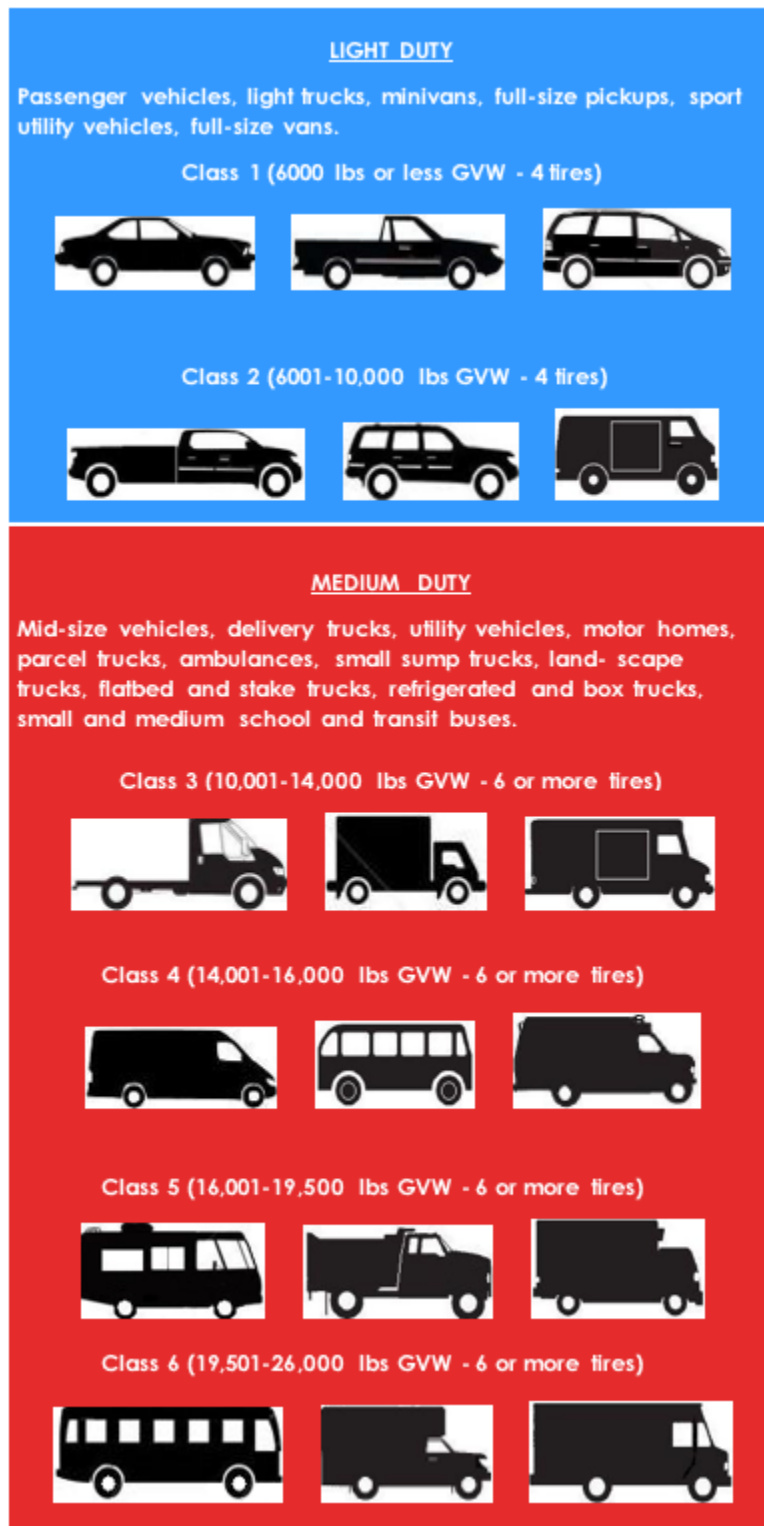 LIGHT DUTY
Passenger vehicles, light trucks, minivans, full-size pickups, sport
utility vehicles, full-size vans.
Class 1 (6000 lbs or less GVW - 4 tires)
Class 2 (6001-10,000 lbs GVW - 4 tires)
MEDIUM DUTY
Mid-size vehicles, delivery trucks, utility vehicles, motor homes,
parcel trucks, ambulances, small sump trucks, land- scape
trucks, flatbed and stake trucks, refrigerated and box trucks,
small and medium school and transit buses.
Class 3 (10,001-14,000 lbs GVW - 6 or more tires)
Class 4 (14,001-16,000 lbs GVW - 6 or more tires)
Class 5 (16,001-19,500 lbs GVW - 6 or more tires)
Class 6 (19,501-26,000 lbs GVW - 6 or more tires)